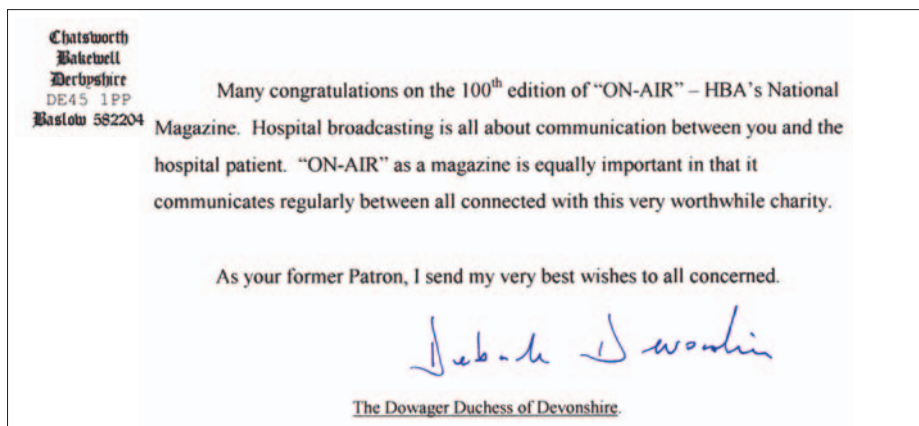 Chatsworth
Bakewell
Derbyshire
DE45 1PP
Baslow 582204
Many congratulations on the 100th edition of “ON-AIR” – HBA’s National
Magazine. Hospital broadcasting is all about communication between you and the
hospital patient. “ON-AIR” as a magazine is equally important in that it
communicates regularly between all connected with this very worthwhile charity.
As your former Patron, I send my very best wishes to all concerned.
Deborah Devonshire
The Dowager Duchess of Devonshire.